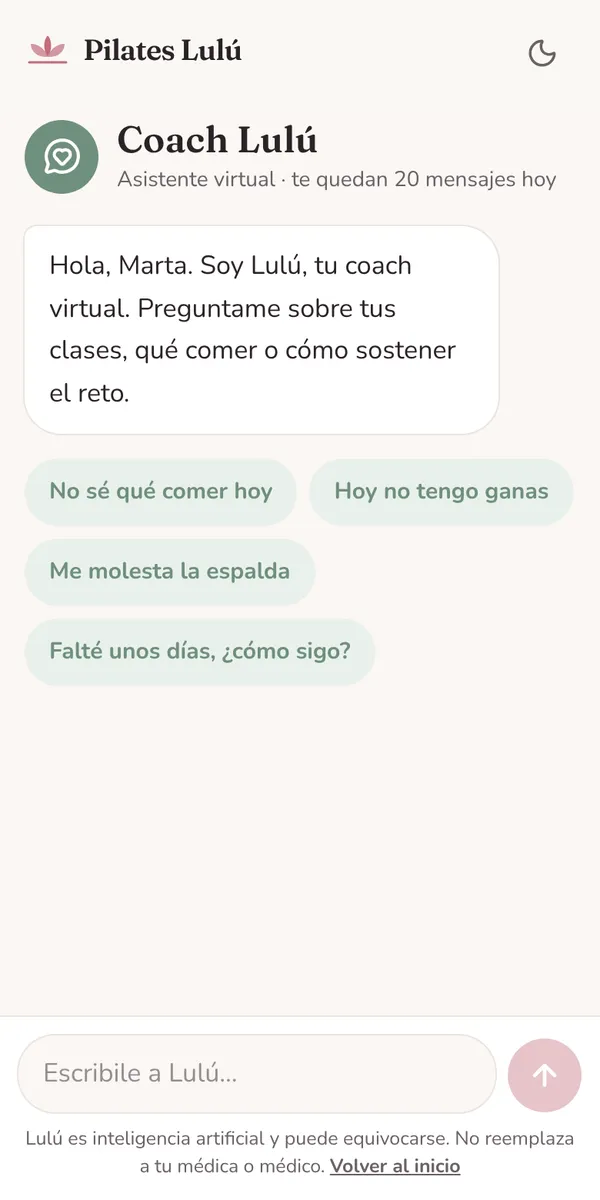 Pilates Lulú
Coach Lulú
Asistente virtual · te quedan 20 mensajes hoy
Hola, Marta. Soy Lulú, tu coach
virtual. Preguntame sobre tus
clases, qué comer o cómo sostener
el reto.
No sé qué comer hoy
Hoy no tengo ganas
Me molesta la espalda
Falté unos días, ¿cómo sigo?
Escribile a Lulú...
Lulú es inteligencia artificial y puede equivocarse. No reemplaza
a tu médica o médico. Volver al inicio